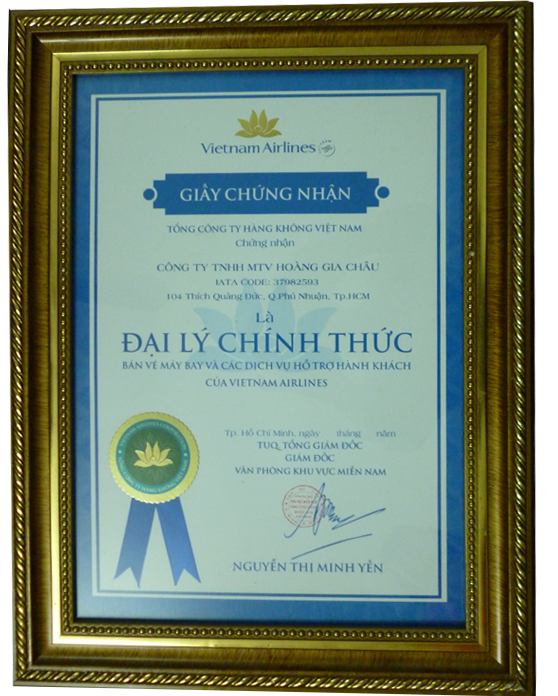 Vietnam Airlines
GIẤY CHỨNG NHẬN
TỔNG CÔNG TY HÀNG KHÔNG VIỆT NAM
Chứng nhận
CÔNG TY TNHH MTV HOÀNG GIA CHÂU
IATA CODE: 37982593
104 Thích Quảng Đức, Q.Phú Nhuận, Tp.HCM
Là
ĐẠI LÝ CHÍNH THỨC
BÁN VÉ MÁY BAY VÀ CÁC DỊCH VỤ HỖ TRỢ HÀNH KHÁCH
CỦA VIETNAM AIRLINES
Tp. Hồ Chí Minh, ngày tháng năm
TUQ. TỔNG GIÁM ĐỐC
GIÁM ĐỐC
VĂN PHÒNG KHU VỰC MIỀN NAM
NGUYỄN THỊ MINH YẾN